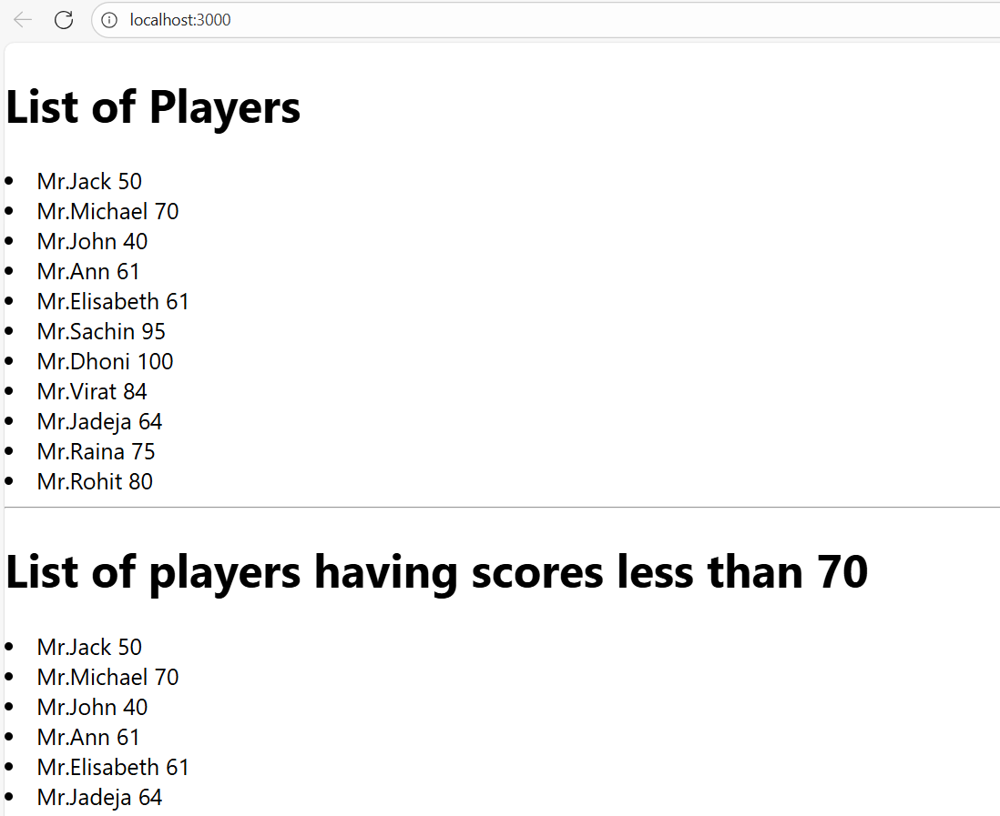 localhost:3000
List of Players
Mr.Jack 50
Mr.Michael 70
Mr.John 40
Mr.Ann 61
Mr.Elisabeth 61
Mr.Sachin 95
Mr.Dhoni 100
Mr.Virat 84
Mr.Jadeja 64
Mr.Raina 75
Mr.Rohit 80
List of players having scores less than 70
Mr.Jack 50
Mr.Michael 70
Mr.John 40
Mr.Ann 61
Mr.Elisabeth 61
Mr.Jadeja 64